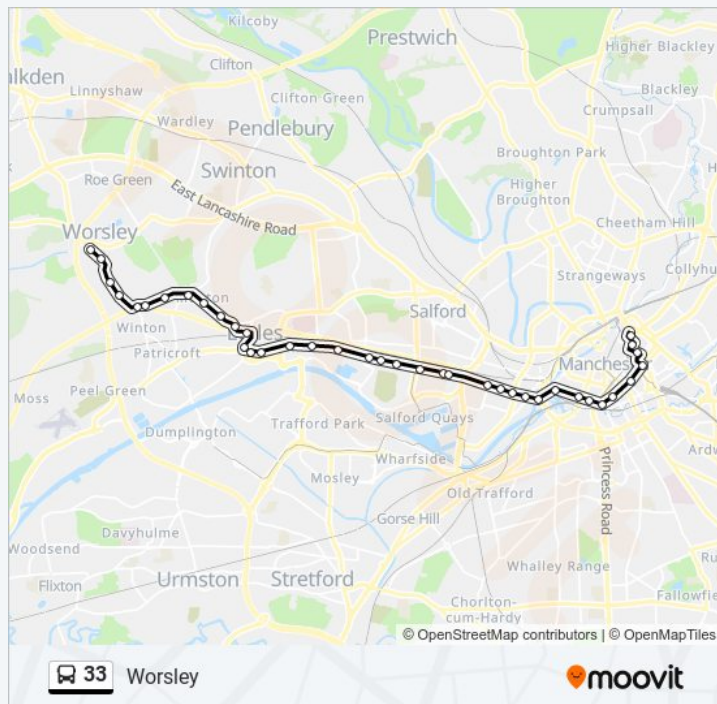 Kilcoby
Prestwich
Higher Blackley
Clifton
alkden
Linnyshaw
Clifton Green
Blackley
Wardley
Crumpsall
Pendlebury
Broughton Park
Swinton
Roe Green
Higher
Broughton
East Lancashire Road
Cheetham Hill
Worsley
Collyhu
Strangeways
Salford
Winton
Eccles
Patricroft
Manchester
Peel Green
Moss
Trafford Park
Salford Quays
Ardw
Dumplington
Wharfside
Mosley
Old Trafford
Princess Road
Gorse Hill
Davyhulme
Woodsend
Whalley Range
Ru
Urmston
Stretford
Flixton
Fallowfie
Chorlton-
cum-Hardy
© OpenStreetMap contributors | © OpenMapTiles
33 Worsley
moovit